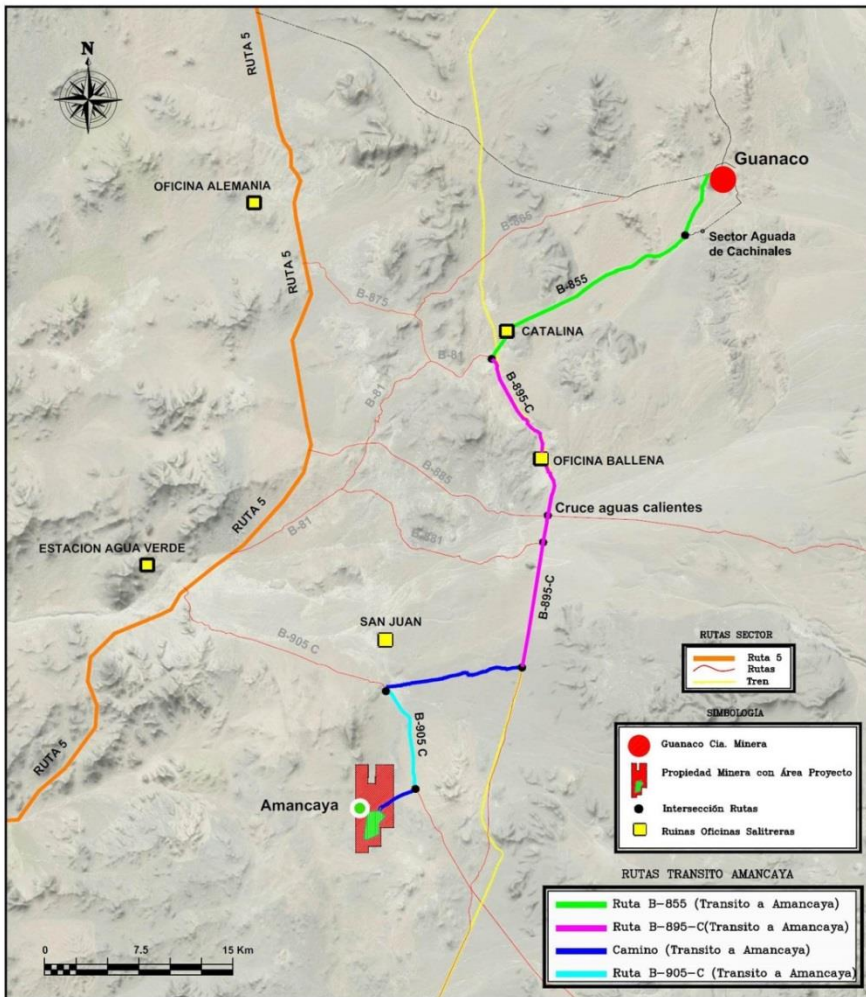 N
RUTA 5
Guanaco
OFICINA ALEMANIA
B-865
Sector Aguada
de Cachinales
RUTA 5
B-855
B-875
CATALINA
B-81
B-81
B-895-C
OFICINA BALLENA
B-885
Cruce aguas calientes
RUTA 5
B-81
B-881
ESTACION AGUA VERDE
B-895-C
SAN JUAN
B-905 C
B-905 C
RUTA 5
Amancaya
0 7.5 15 Km
RUTAS SECTOR
Ruta 5
Rutas
Tren
SIMBOLOGIA
Guanaco Cia. Minera
Propiedad Minera con Área Proyecto
Intersección Rutas
Ruinas Oficinas Salitreras
RUTAS TRANSITO AMANCAYA
Ruta B-855 (Transito a Amancaya)
Ruta B-895-C(Transito a Amancaya)
Camino (Transito a Amancaya)
Ruta B-905-C (Transito a Amancaya)